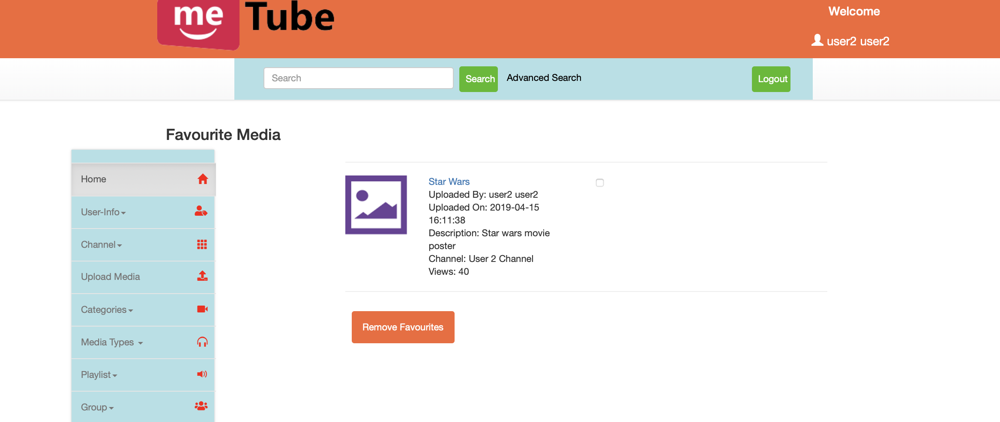 me Tube
Welcome
user2 user2
Search
Search
Advanced Search
Logout
Favourite Media
Home
User-Info
Channel
Upload Media
Categories
Media Types
Playlist
Group
Star Wars
Uploaded By: user2 user2
Uploaded On: 2019-04-15
16:11:38
Description: Star wars movie
poster
Channel: User 2 Channel
Views: 40
Remove Favourites